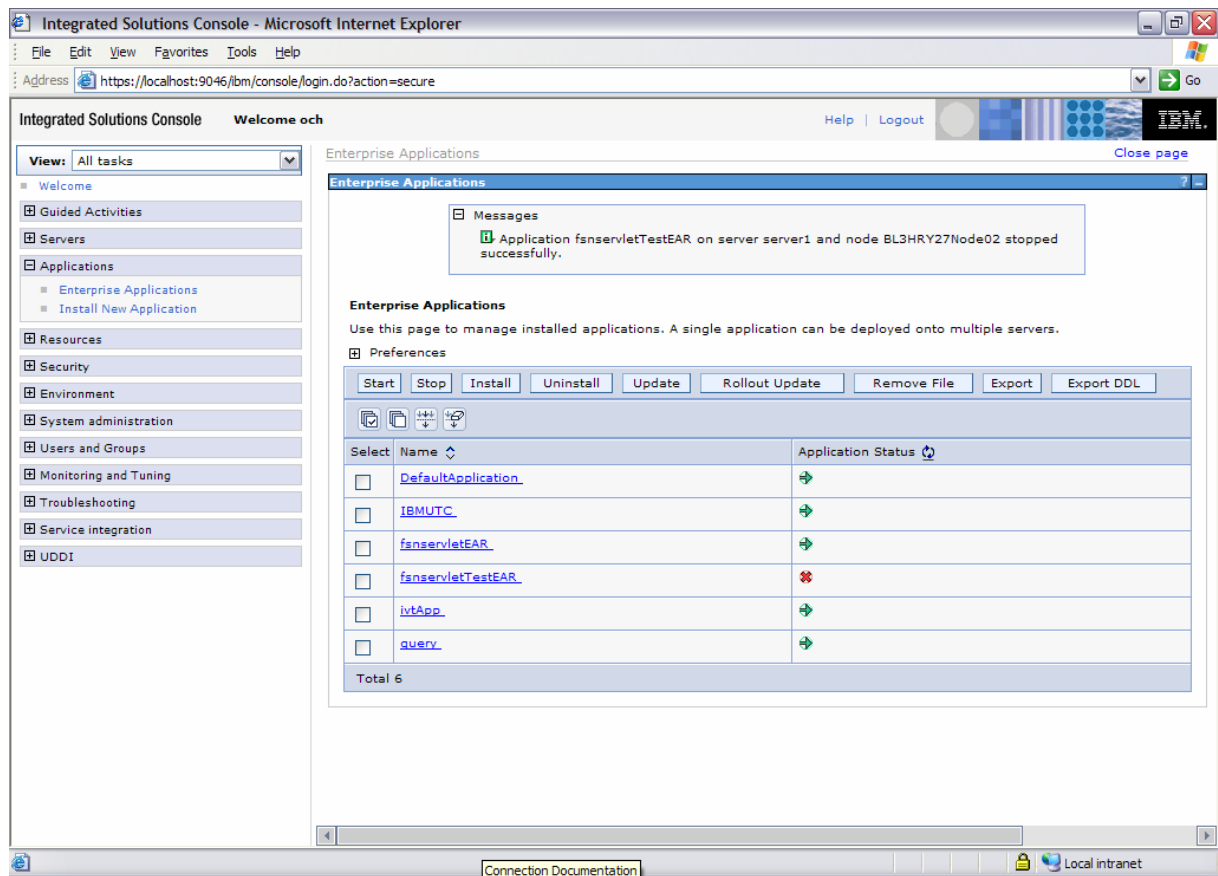 Integrated Solutions Console - Microsoft Internet Explorer
File Edit View Favorites Tools Help
Address https://localhost:9046/ibm/console/login.do?action=secure Go
Integrated Solutions Console Welcome och Help | Logout IBM.
View: All tasks
Welcome
Guided Activities
Servers
Applications
Enterprise Applications
Install New Application
Resources
Security
Environment
System administration
Users and Groups
Monitoring and Tuning
Troubleshooting
Service integration
UDDI
Enterprise Applications Close page
Enterprise Applications ? -
Messages
Application fsnservletTestEAR on server server1 and node BL3HRY27Node02 stopped
successfully.
Enterprise Applications
Use this page to manage installed applications. A single application can be deployed onto multiple servers.
Preferences
Start Stop Install Uninstall Update Rollout Update Remove File Export Export DDL
Select Name Application Status
DefaultApplication
IBMUTC
fsnservletEAR
fsnservletTestEAR
ivtApp
query
Total 6
Connection Documentation
Local intranet